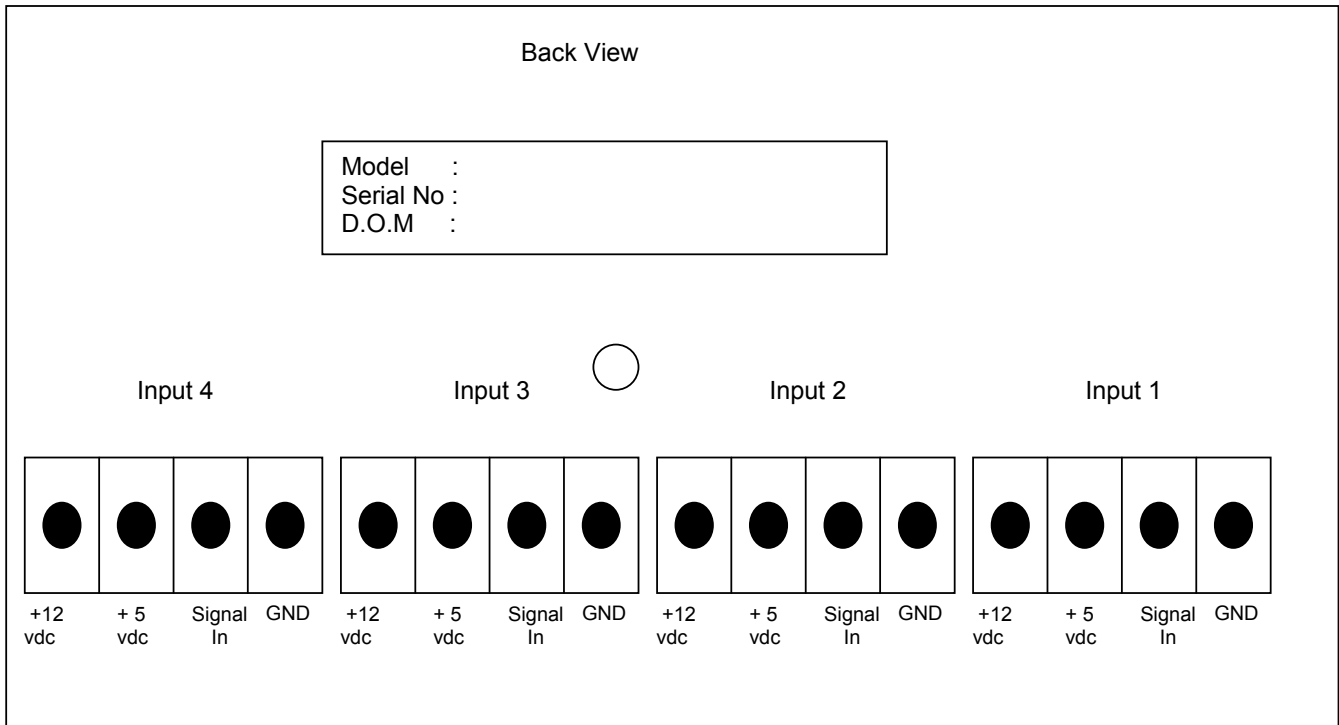 Back View
Model :
Serial No :
D.O.M :
Input 4 Input 3 Input 2 Input 1
+12 + 5 Signal GND +12 + 5 Signal GND +12 + 5 Signal GND +12 + 5 Signal GND
vdc vdc In vdc vdc In vdc vdc In vdc vdc In